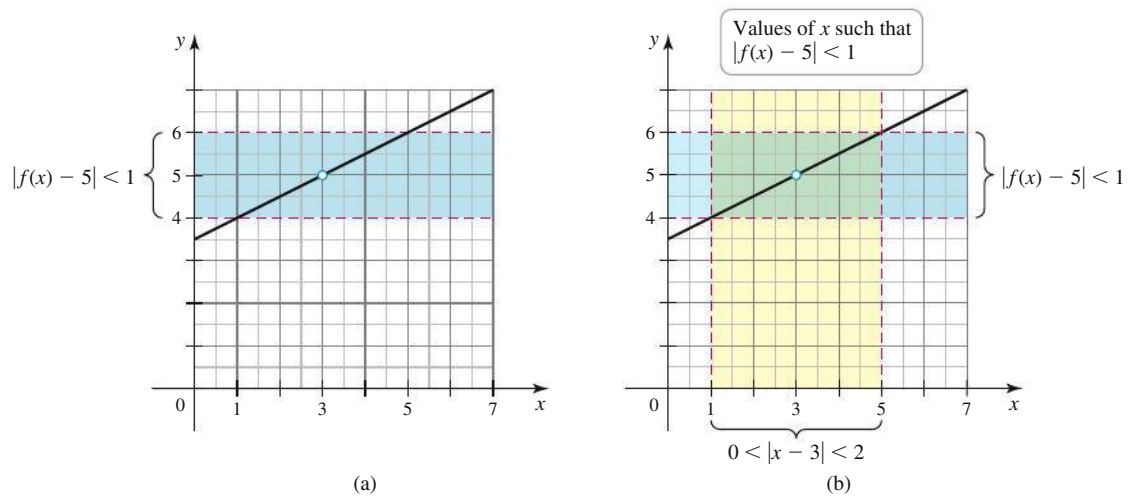 y
6
5
4
|f(x) − 5| < 1
0
1
3
5
7
x
(a)
Values of x such that
|f(x) − 5| < 1
y
6
5
4
|f(x) − 5| < 1
0
1
3
5
7
x
0 < |x − 3| < 2
(b)